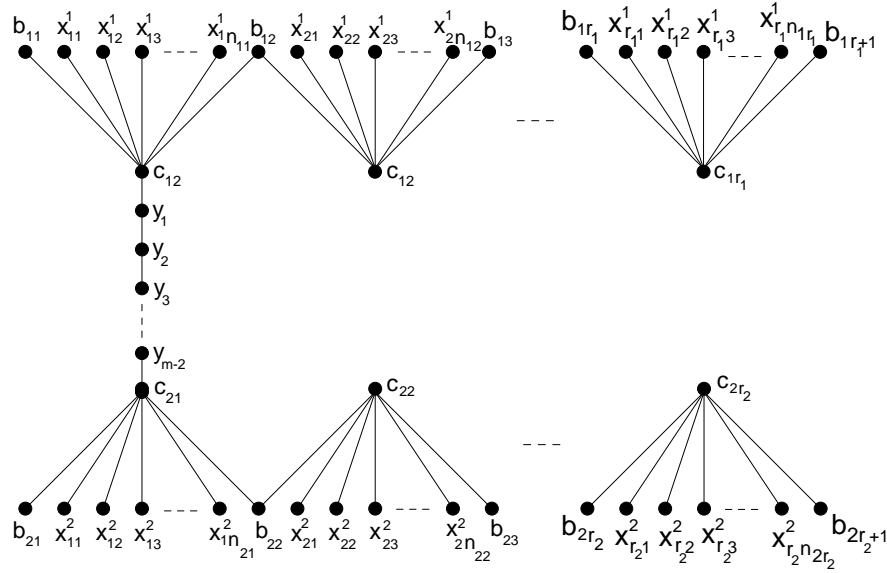 b₁₁ x¹₁₁ x¹₁₂ x¹₁₃ x¹₁ₙ₁₁ b₁₂ x¹₂₁ x¹₂₂ x¹₂₃ x¹₂ₙ₁₂ b₁₃ b₁ᵣ₁ x¹ᵣ₁1 x¹ᵣ₁2 x¹ᵣ₁3 x¹ᵣ₁ₙ₁ᵣ₁ b₁ᵣ₁₊₁
c₁₂ c₁₂ c₁ᵣ₁
y₁
y₂
y₃
yₘ₋₂
c₂₁ c₂₂ c₂ᵣ₂
b₂₁ x²₁₁ x²₁₂ x²₁₃ x²₁ₙ₂₁ b₂₂ x²₂₁ x²₂₂ x²₂₃ x²₂ₙ₂₂ b₂₃ b₂ᵣ₂ x²ᵣ₂1 x²ᵣ₂2 x²ᵣ₂3 x²ᵣ₂ₙ₂ᵣ₂ b₂ᵣ₂₊₁